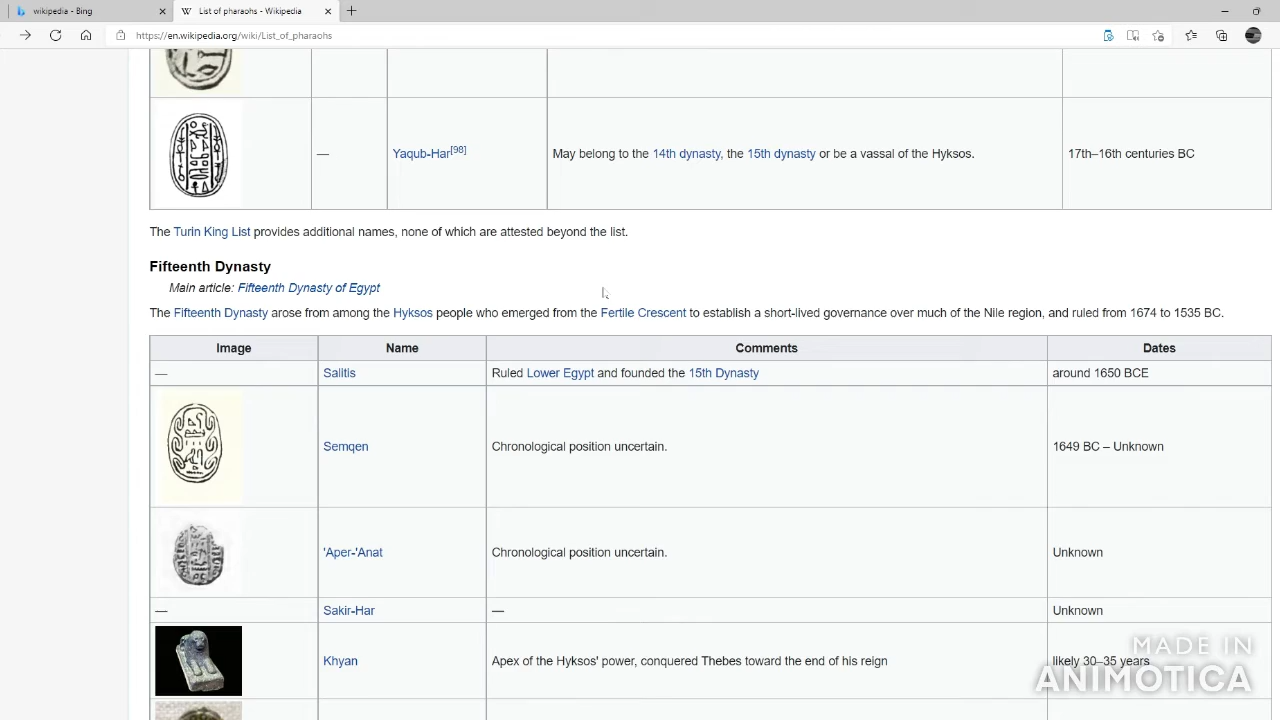 wikipedia - Bing
List of pharaohs - Wikipedia
https://en.wikipedia.org/wiki/List_of_pharaohs
— Yaqub-Har[98] May belong to the 14th dynasty, the 15th dynasty or be a vassal of the Hyksos. 17th–16th centuries BC
The Turin King List provides additional names, none of which are attested beyond the list.
Fifteenth Dynasty
Main article: Fifteenth Dynasty of Egypt
The Fifteenth Dynasty arose from among the Hyksos people who emerged from the Fertile Crescent to establish a short-lived governance over much of the Nile region, and ruled from 1674 to 1535 BC.
Image Name Comments Dates
— Salitis Ruled Lower Egypt and founded the 15th Dynasty around 1650 BCE
Semqen Chronological position uncertain. 1649 BC – Unknown
'Aper-'Anat Chronological position uncertain. Unknown
— Sakir-Har — Unknown
Khyan Apex of the Hyksos' power, conquered Thebes toward the end of his reign likely 30–35 years
MADE IN
ANIMOTICA